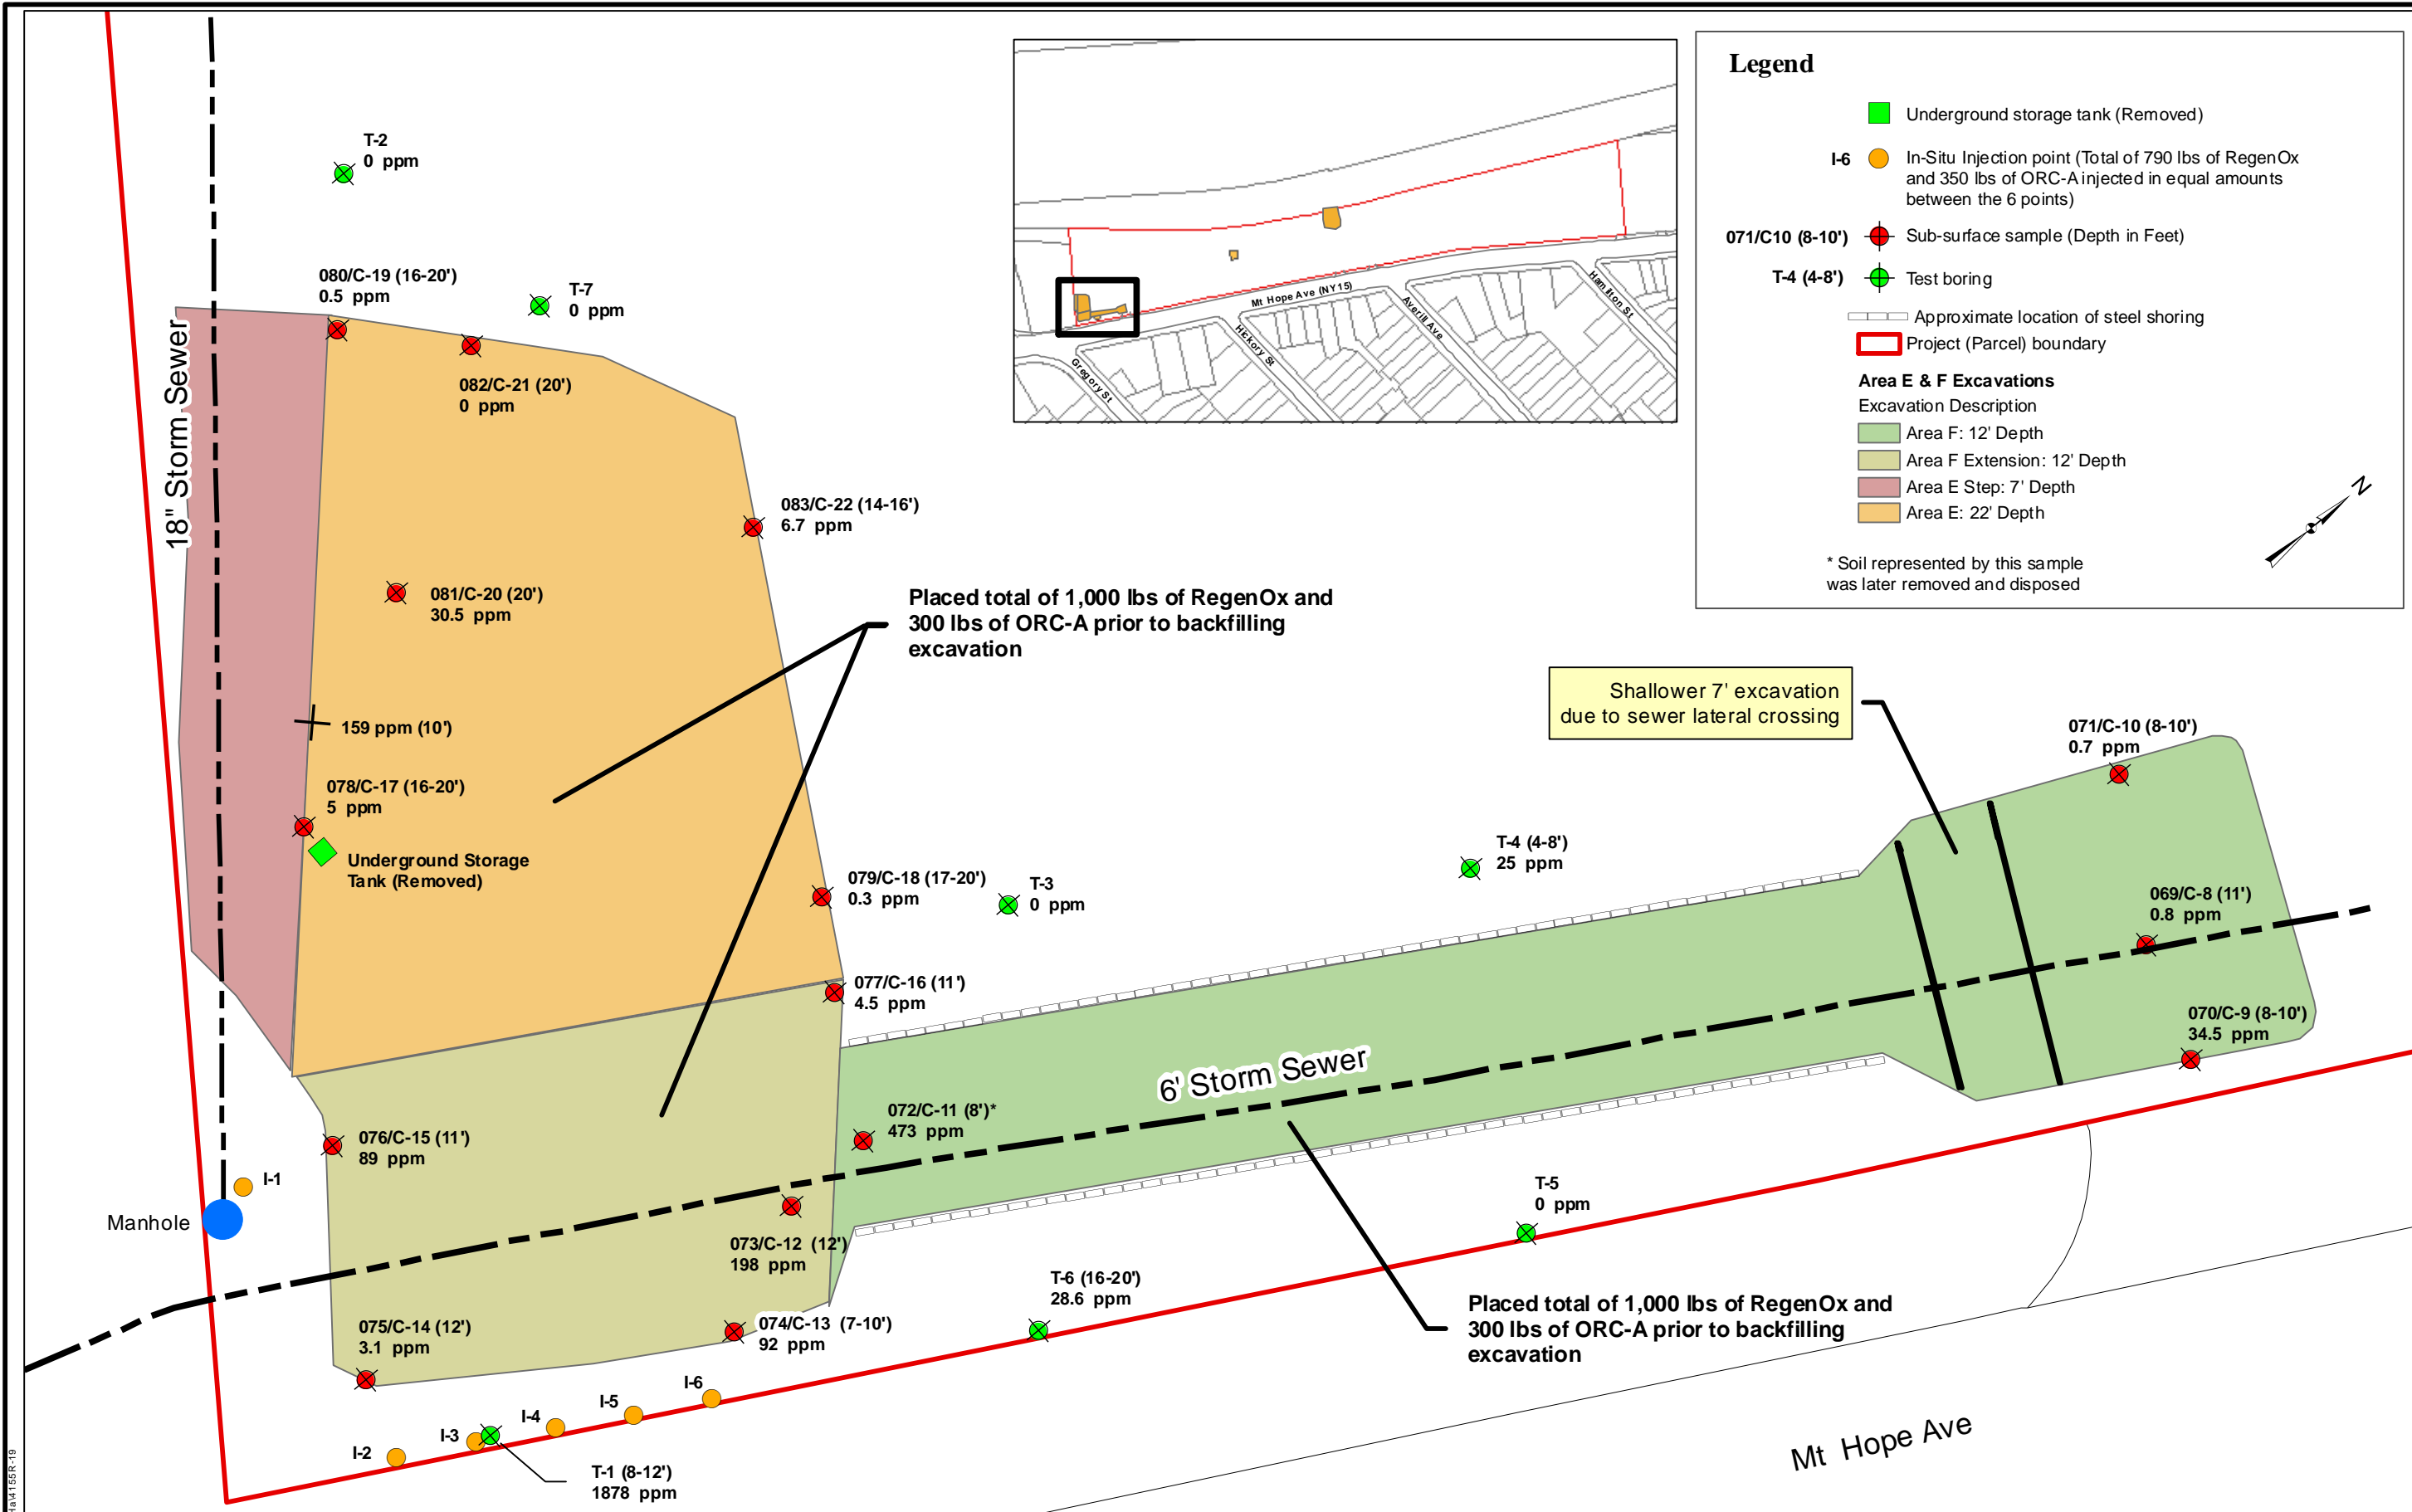 Legend
Underground storage tank (Removed)
I-6
In-Situ Injection point (Total of 790 lbs of RegenOx
and 350 lbs of ORC-A injected in equal amounts
between the 6 points)
071/C10 (8-10')
Sub-surface sample (Depth in Feet)
T-4 (4-8')
Test boring
Approximate location of steel shoring
Project (Parcel) boundary
Area E & F Excavations
Excavation Description
Area F: 12' Depth
Area F Extension: 12' Depth
Area E Step: 7' Depth
Area E: 22' Depth
* Soil represented by this sample
was later removed and disposed
N
Mt Hope Ave (NY15)
Gregory St
Hickory St
Averill Ave
Hamilton St
T-2
0 ppm
080/C-19 (16-20')
0.5 ppm
T-7
0 ppm
18" Storm Sewer
082/C-21 (20')
0 ppm
083/C-22 (14-16')
6.7 ppm
081/C-20 (20')
30.5 ppm
Placed total of 1,000 lbs of RegenOx and
300 lbs of ORC-A prior to backfilling
excavation
159 ppm (10')
Shallower 7' excavation
due to sewer lateral crossing
071/C-10 (8-10')
0.7 ppm
078/C-17 (16-20')
5 ppm
Underground Storage
Tank (Removed)
079/C-18 (17-20')
0.3 ppm
T-3
0 ppm
T-4 (4-8')
25 ppm
069/C-8 (11')
0.8 ppm
077/C-16 (11')
4.5 ppm
070/C-9 (8-10')
34.5 ppm
6' Storm Sewer
072/C-11 (8')*
473 ppm
076/C-15 (11')
89 ppm
I-1
Manhole
T-5
0 ppm
073/C-12 (12')
198 ppm
T-6 (16-20')
28.6 ppm
Placed total of 1,000 lbs of RegenOx and
300 lbs of ORC-A prior to backfilling
excavation
075/C-14 (12')
3.1 ppm
074/C-13 (7-10')
92 ppm
I-6
I-5
I-4
I-3
I-2
T-1 (8-12')
1878 ppm
Mt Hope Ave